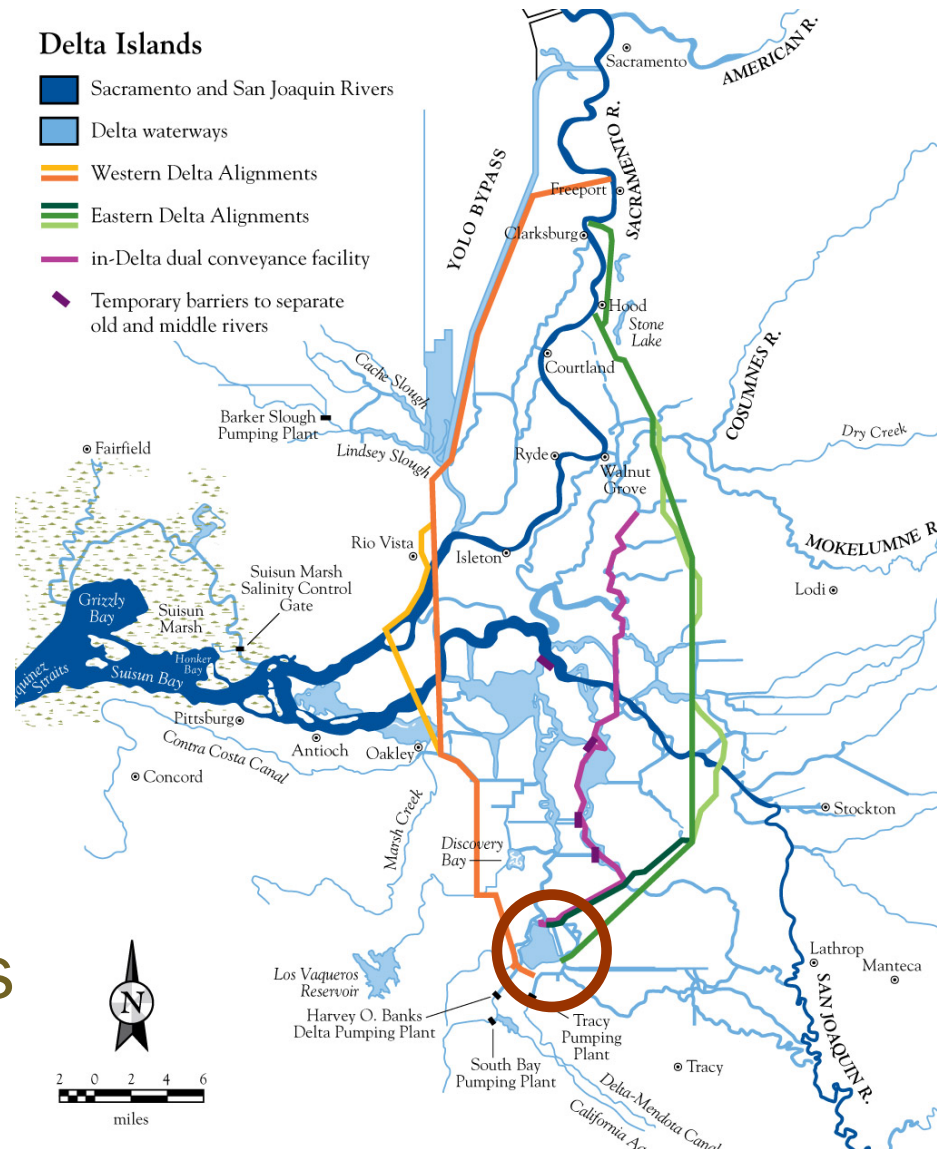 Delta Islands
Sacramento and San Joaquin Rivers
Delta waterways
Western Delta Alignments
Eastern Delta Alignments
in-Delta dual conveyance facility
Temporary barriers to separate
old and middle rivers
Sacramento
AMERICAN R.
SACRAMENTO R.
YOLO BYPASS
Freeport
Clarksburg
Hood
Stone
Lake
Courtland
COSUMNES R.
Cache Slough
Barker Slough
Pumping Plant
Lindsey Slough
Dry Creek
Fairfield
Ryde
Walnut
Grove
MOKELUMNE R
Rio Vista
Isleton
Lodi
Suisun Marsh
Salinity Control
Gate
Grizzly
Bay
Suisun
Marsh
Honker
Bay
Suisun Bay
quinez
Straits
Pittsburg
Antioch
Oakley
Contra Costa Canal
Concord
Marsh Creek
Stockton
Discovery
Bay
s
Los Vaqueros
Reservoir
Lathrop
Manteca
SAN JOAQUIN R.
N
Harvey O. Banks
Delta Pumping Plant
Tracy
Pumping
Plant
South Bay
Pumping Plant
Tracy
Delta-Mendota Canal
California Aq
2 0 2 4 6
miles